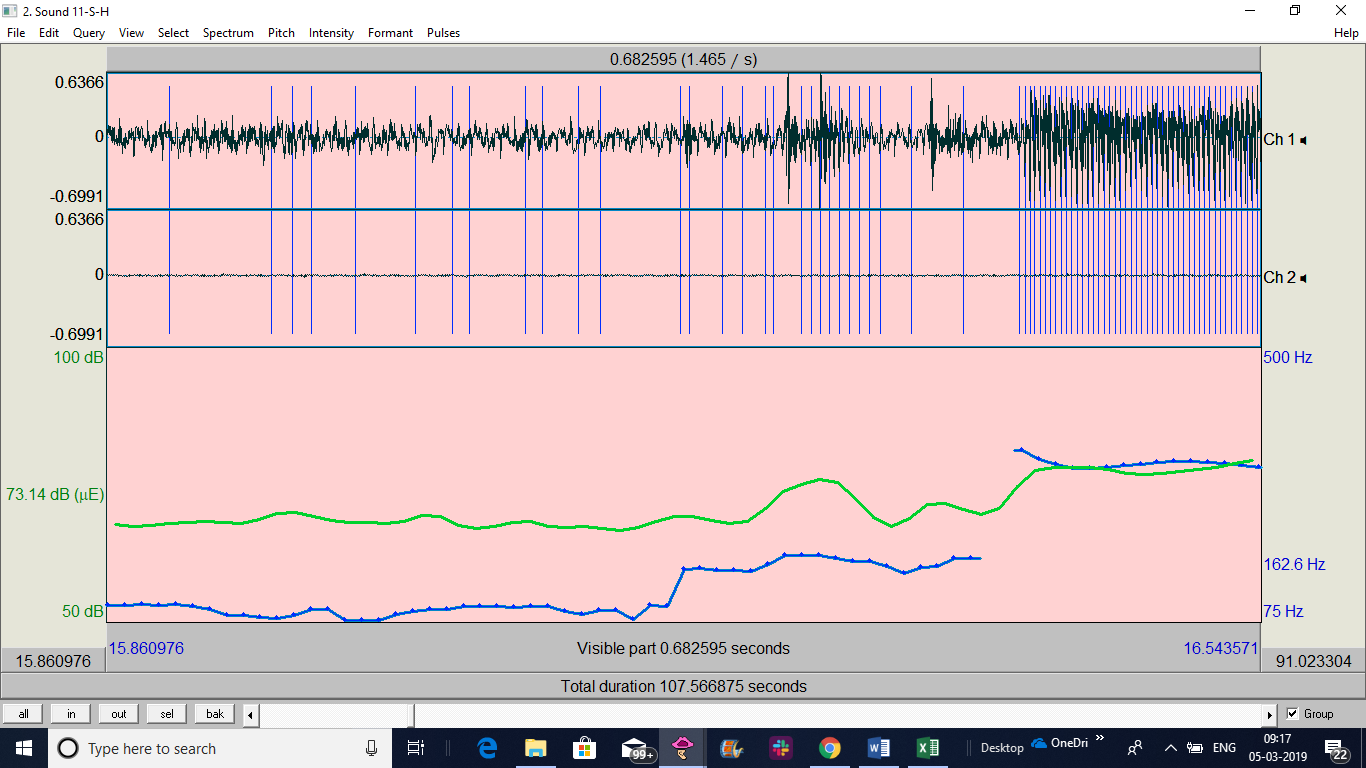 2. Sound 11-S-H
File Edit Query View Select Spectrum Pitch Intensity Formant Pulses Help
0.682595 (1.465 / s)
0.6366
0
-0.6991
Ch 1
0.6366
0
-0.6991
Ch 2
100 dB
500 Hz
73.14 dB (µE)
162.6 Hz
50 dB
75 Hz
15.860976
15.860976 Visible part 0.682595 seconds 16.543571
91.023304
Total duration 107.566875 seconds
all in out sel bak Group
Type here to search
99+
Desktop OneDri »
ENG
09:17
05-03-2019
22